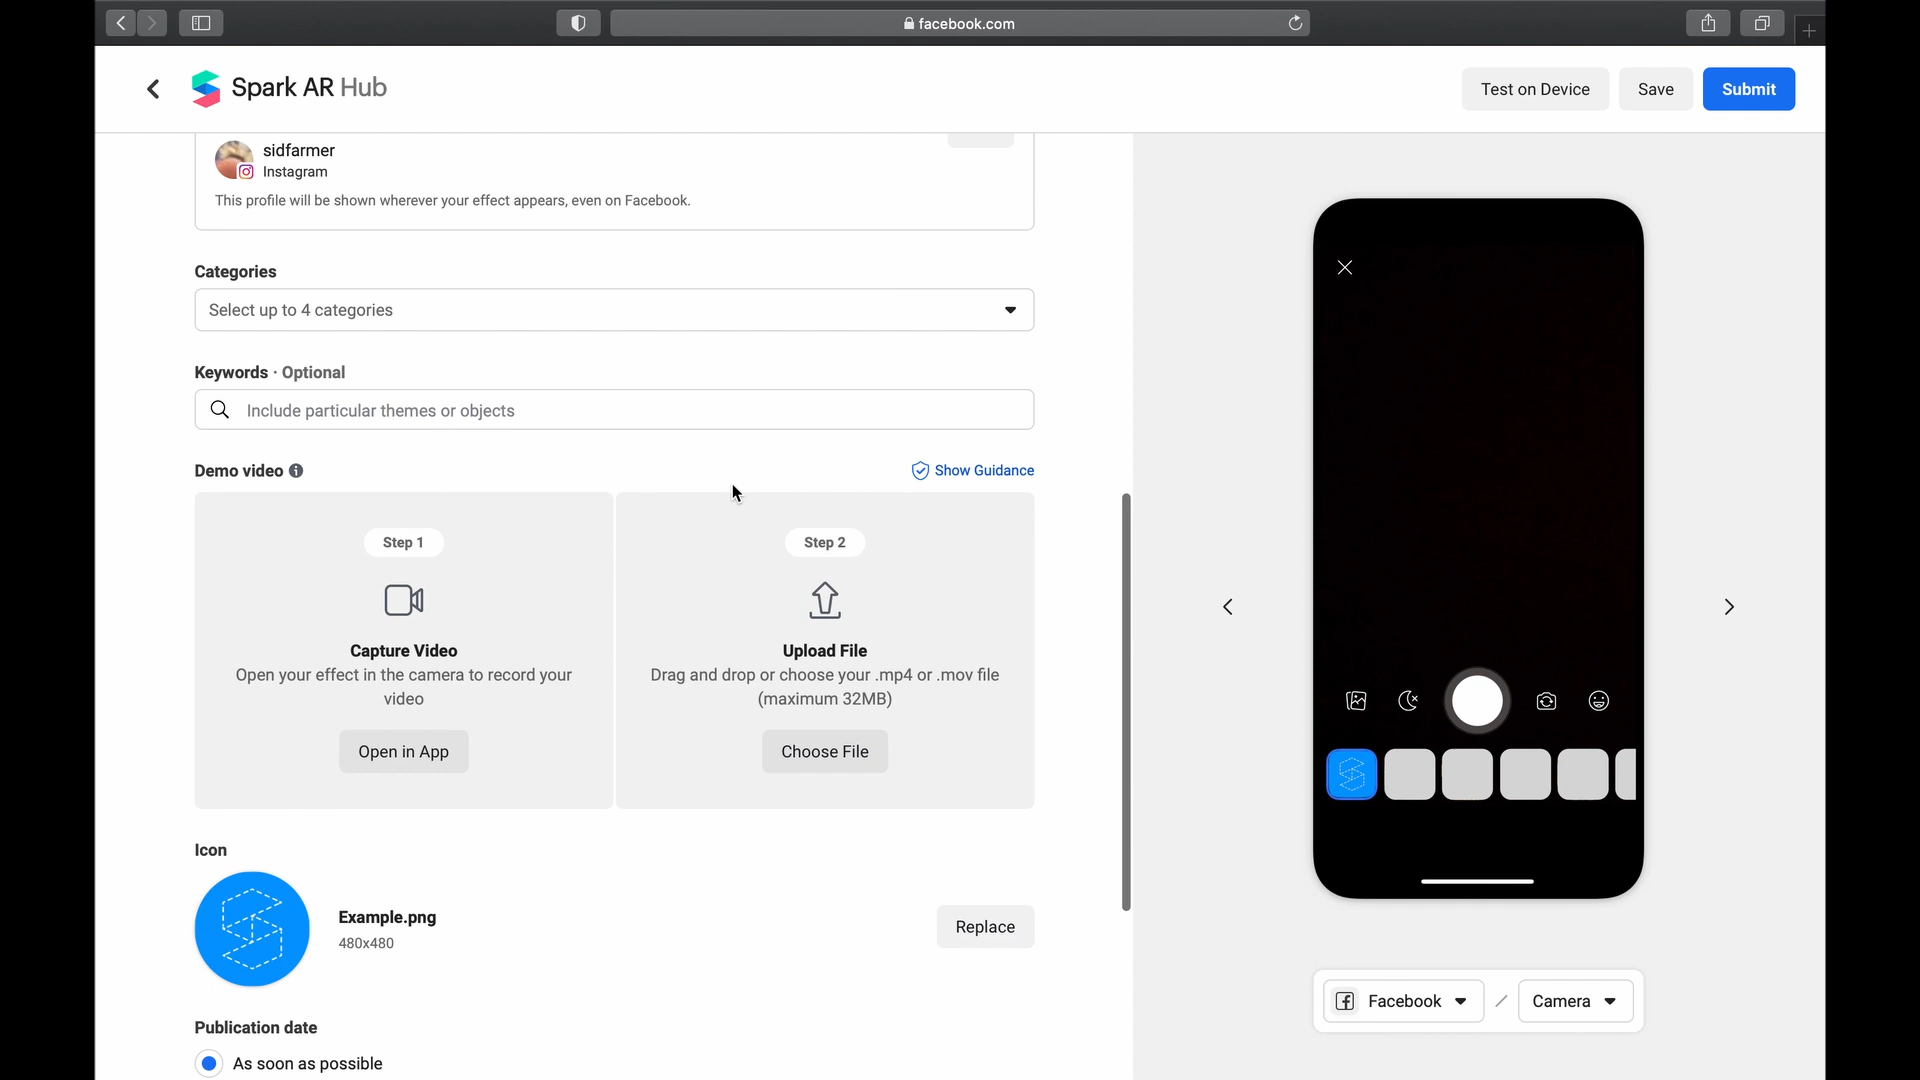 facebook.com
Spark AR Hub
Test on Device
Save
Submit
sidfarmer
Instagram
This profile will be shown wherever your effect appears, even on Facebook.
Categories
Select up to 4 categories
Keywords · Optional
Include particular themes or objects
Demo video
Show Guidance
Step 1
Capture Video
Open your effect in the camera to record your
video
Open in App
Step 2
Upload File
Drag and drop or choose your .mp4 or .mov file
(maximum 32MB)
Choose File
Icon
Example.png
480x480
Replace
Publication date
As soon as possible
Facebook
/
Camera